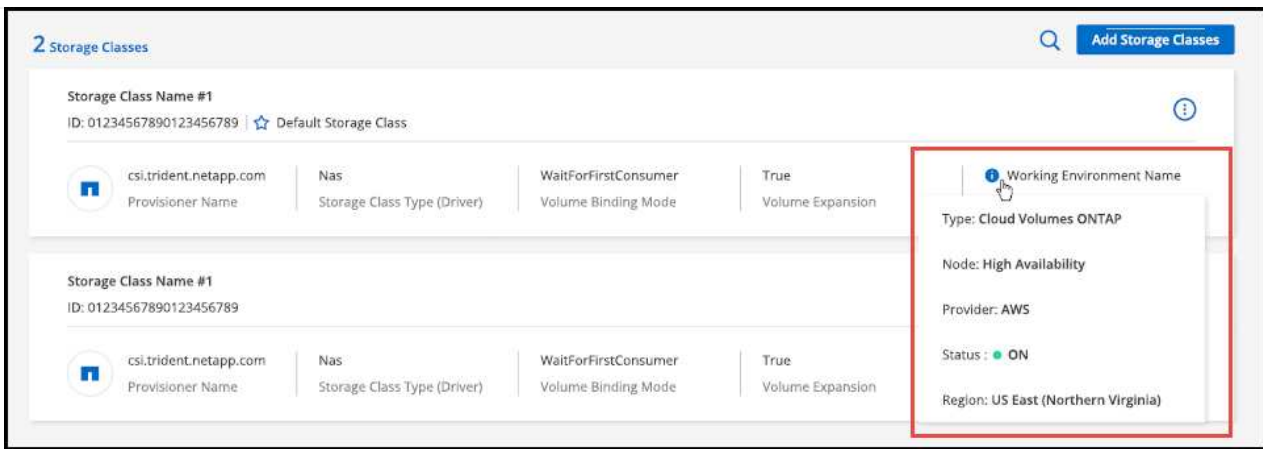 2 Storage Classes
Add Storage Classes
Storage Class Name #1
ID: 01234567890123456789 Default Storage Class
csi.trident.netapp.com Nas WaitForFirstConsumer True Working Environment Name
Provisioner Name Storage Class Type (Driver) Volume Binding Mode Volume Expansion
Type: Cloud Volumes ONTAP
Node: High Availability
Provider: AWS
Status : ON
Region: US East (Northern Virginia)
Storage Class Name #1
ID: 01234567890123456789
csi.trident.netapp.com Nas WaitForFirstConsumer True
Provisioner Name Storage Class Type (Driver) Volume Binding Mode Volume Expansion